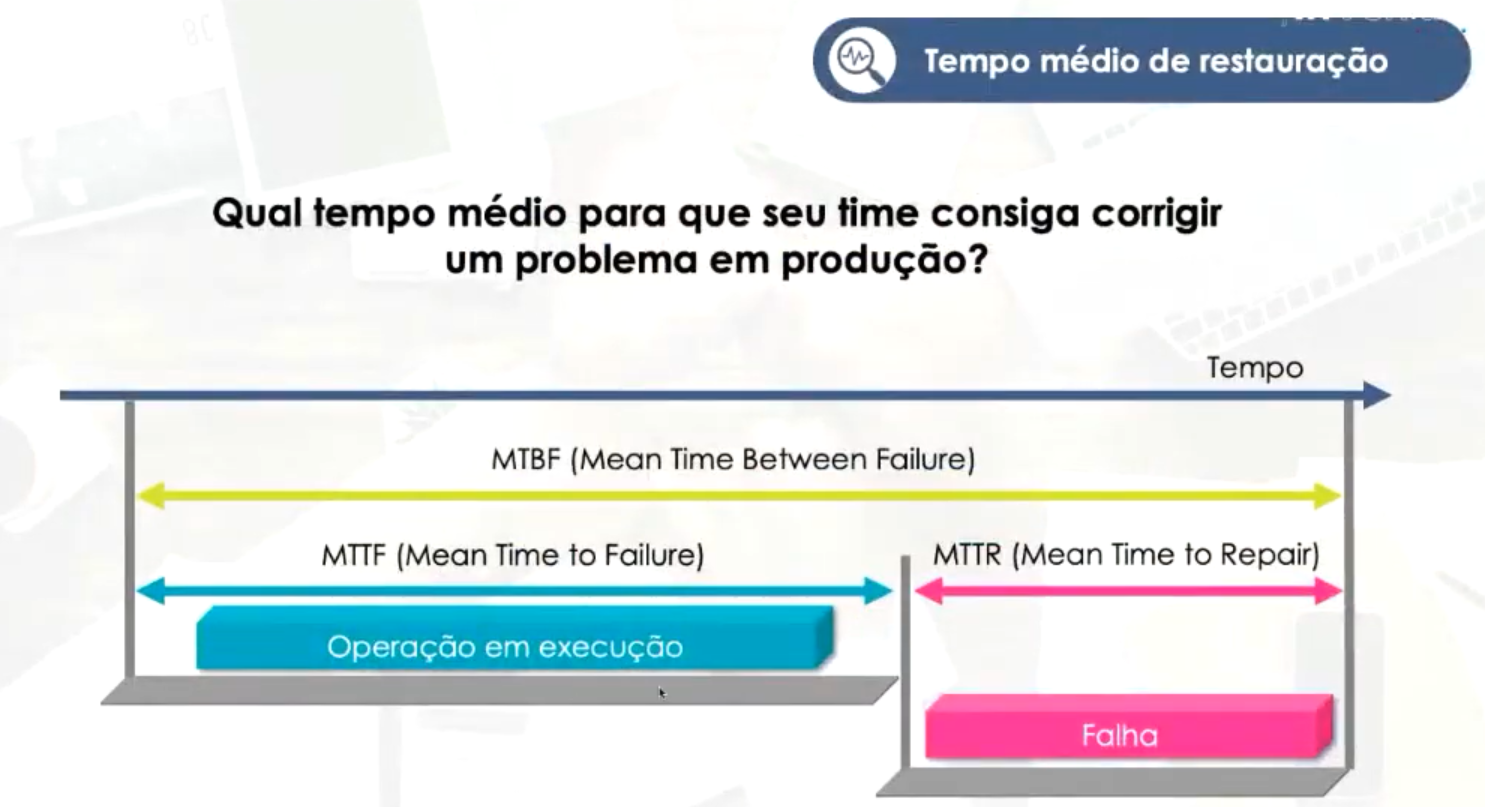 Tempo médio de restauração
Qual tempo médio para que seu time consiga corrigir
um problema em produção?
Tempo
MTBF (Mean Time Between Failure)
MTTF (Mean Time to Failure)
MTTR (Mean Time to Repair)
Operação em execução
Falha